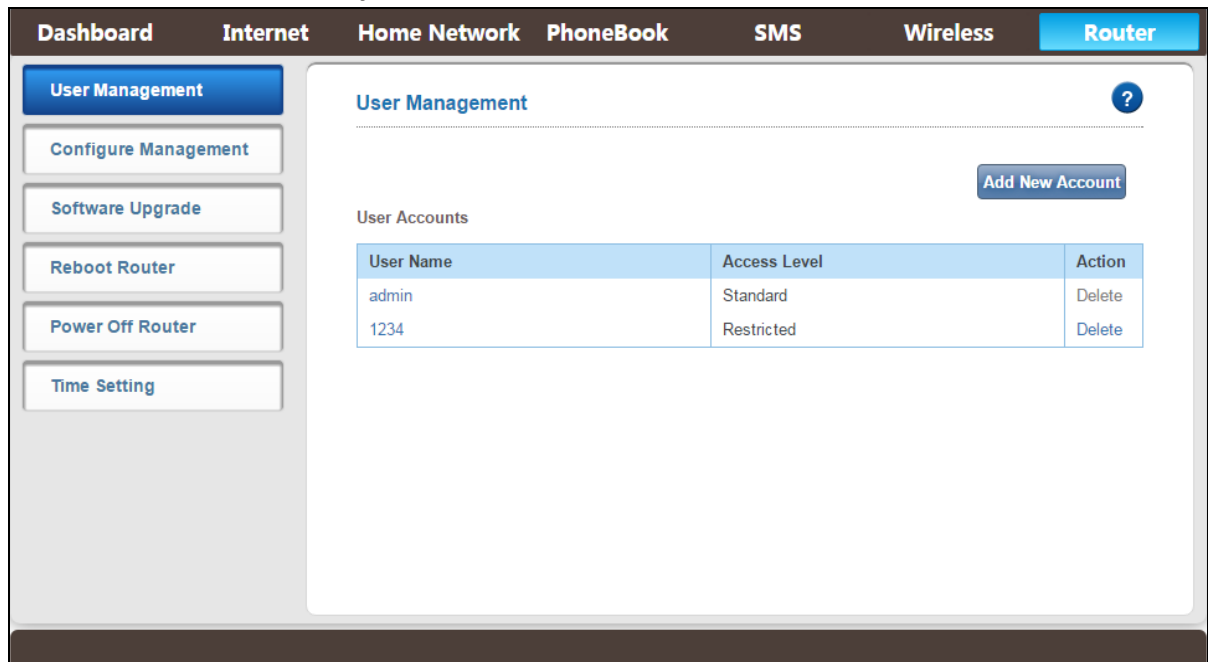 Dashboard Internet Home Network PhoneBook SMS Wireless Router
User Management
Configure Management
Software Upgrade
Reboot Router
Power Off Router
Time Setting
User Management ?
Add New Account
User Accounts
User Name Access Level Action
admin Standard Delete
1234 Restricted Delete